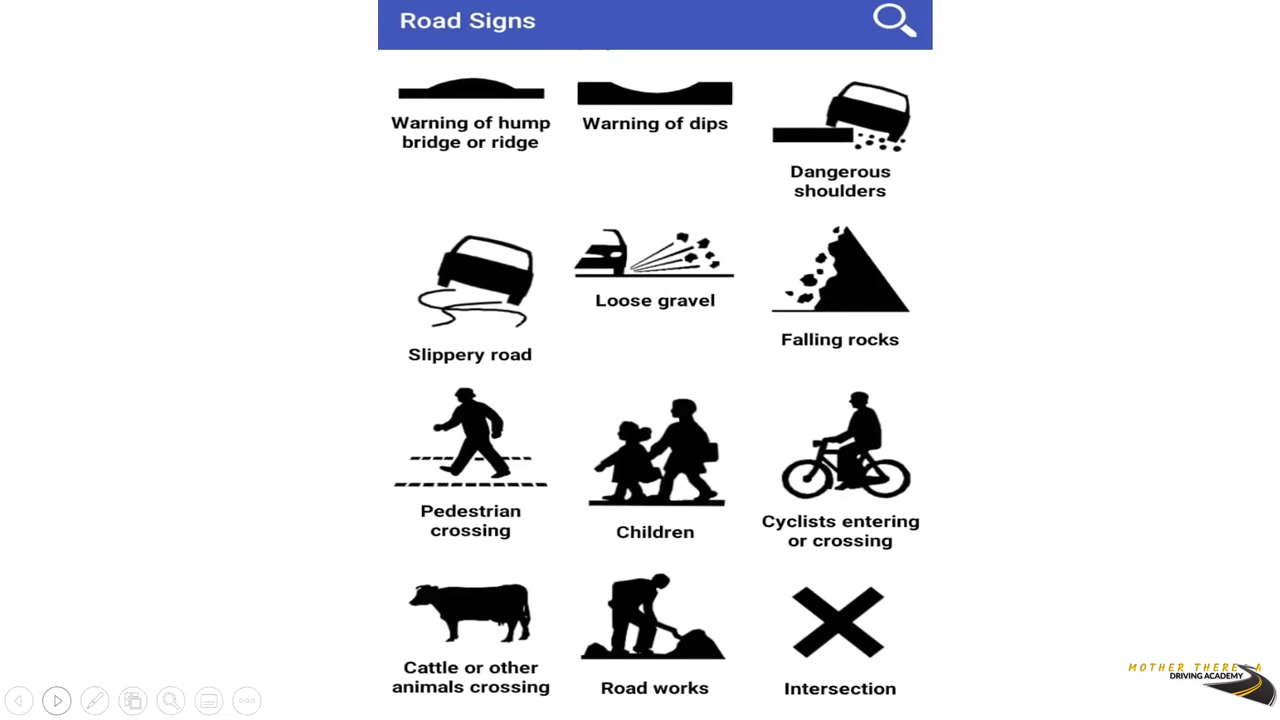 Road Signs
Warning of hump
bridge or ridge
Warning of dips
Dangerous
shoulders
Slippery road
Loose gravel
Falling rocks
Pedestrian
crossing
Children
Cyclists entering
or crossing
Cattle or other
animals crossing
Road works
Intersection
MOTHER
DRIVING ACADEMY